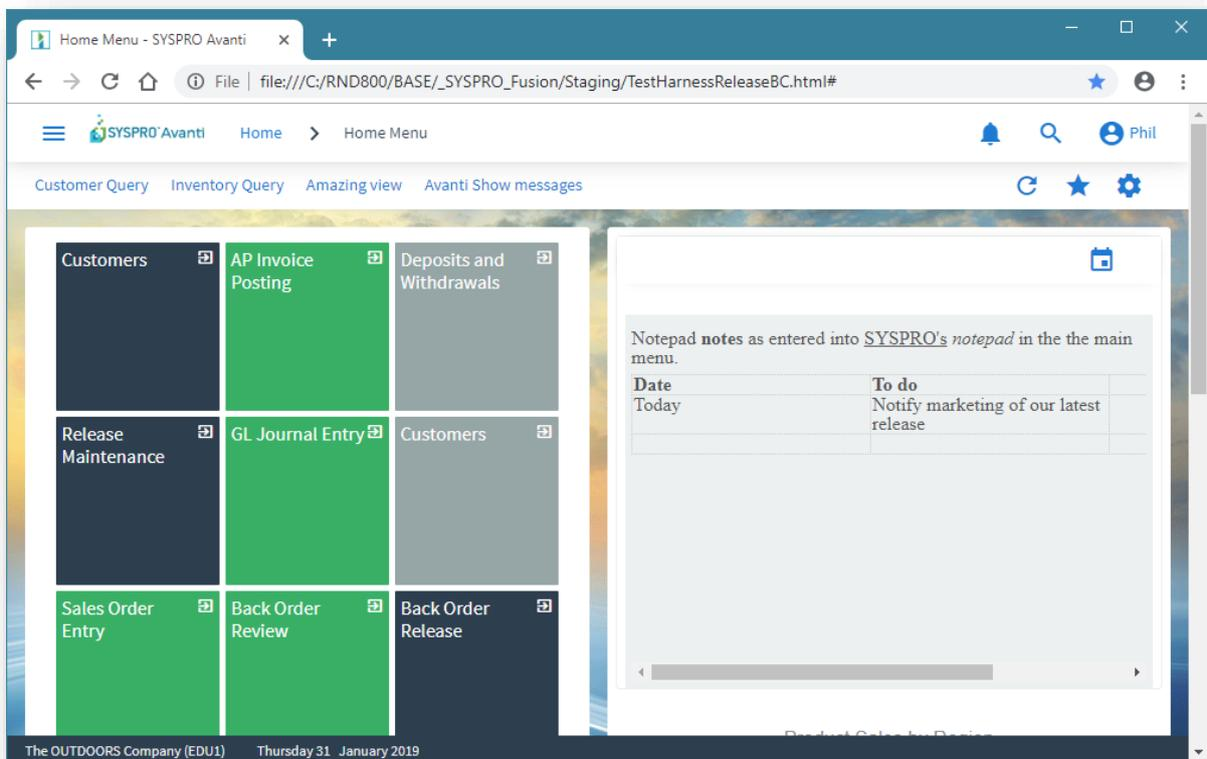 Home Menu - SYSPRO Avanti
File | file:///C:/RND800/BASE/_SYSPRO_Fusion/Staging/TestHarnessReleaseBC.html#
SYSPRO Avanti Home > Home Menu Phil
Customer Query Inventory Query Amazing view Avanti Show messages
Customers
AP Invoice
Posting
Deposits and
Withdrawals
Release
Maintenance
GL Journal Entry
Customers
Sales Order
Entry
Back Order
Review
Back Order
Release
Notepad notes as entered into SYSPRO's notepad in the the main
menu.
Date To do
Today Notify marketing of our latest
release
Product Sales by Region
The OUTDOORS Company (EDU1) Thursday 31 January 2019